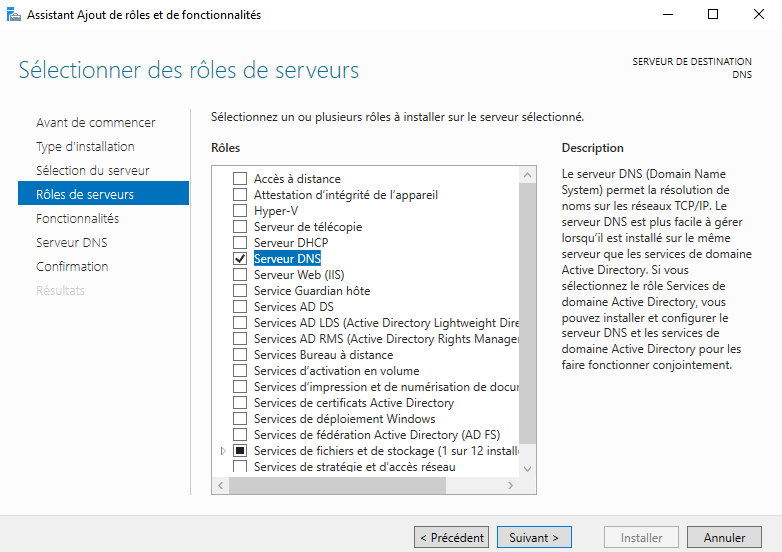 Assistant Ajout de rôles et de fonctionnalités
Sélectionner des rôles de serveurs
SERVEUR DE DESTINATION
DNS
Avant de commencer
Type d'installation
Sélection du serveur
Rôles de serveurs
Fonctionnalités
Serveur DNS
Confirmation
Résultats
Sélectionnez un ou plusieurs rôles à installer sur le serveur sélectionné.
Rôles
Accès à distance
Attestation d'intégrité de l'appareil
Hyper-V
Serveur de télécopie
Serveur DHCP
Serveur DNS
Serveur Web (IIS)
Service Guardian hôte
Services AD DS
Services AD LDS (Active Directory Lightweight Dire
Services AD RMS (Active Directory Rights Manager
Services Bureau à distance
Services d'activation en volume
Services d'impression et de numérisation de docu
Services de certificats Active Directory
Services de déploiement Windows
Services de fédération Active Directory (AD FS)
Services de fichiers et de stockage (1 sur 12 installé
Services de stratégie et d'accès réseau
Description
Le serveur DNS (Domain Name
System) permet la résolution de
noms sur les réseaux TCP/IP. Le
serveur DNS est plus facile à gérer
lorsqu'il est installé sur le même
serveur que les services de domaine
Active Directory. Si vous
sélectionnez le rôle Services de
domaine Active Directory, vous
pouvez installer et configurer le
serveur DNS et les services de
domaine Active Directory pour les
faire fonctionner conjointement.
< Précédent
Suivant >
Installer
Annuler